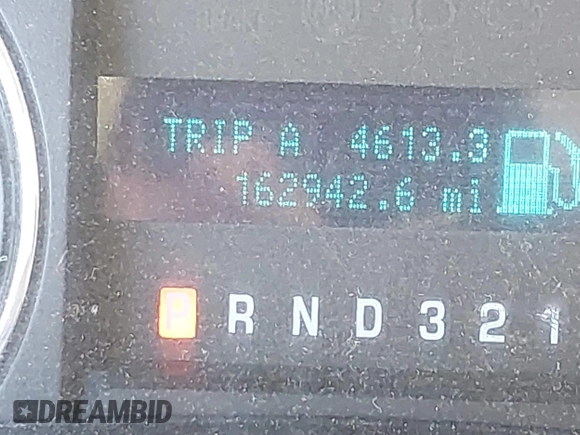 TRIP A 4613.3
162942.6 mi
P R N D 3 2 1
DREAMBID